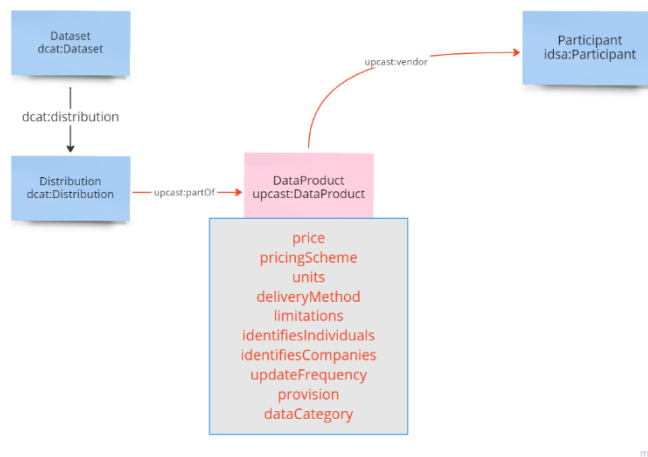 Dataset
dcat:Dataset
Participant
idsa:Participant
upcast:vendor
dcat:distribution
Distribution
dcat:Distribution
upcast:partOf
DataProduct
upcast:DataProduct
price
pricingScheme
units
deliveryMethod
limitations
identifiesIndividuals
identifiesCompanies
updateFrequency
provision
dataCategory